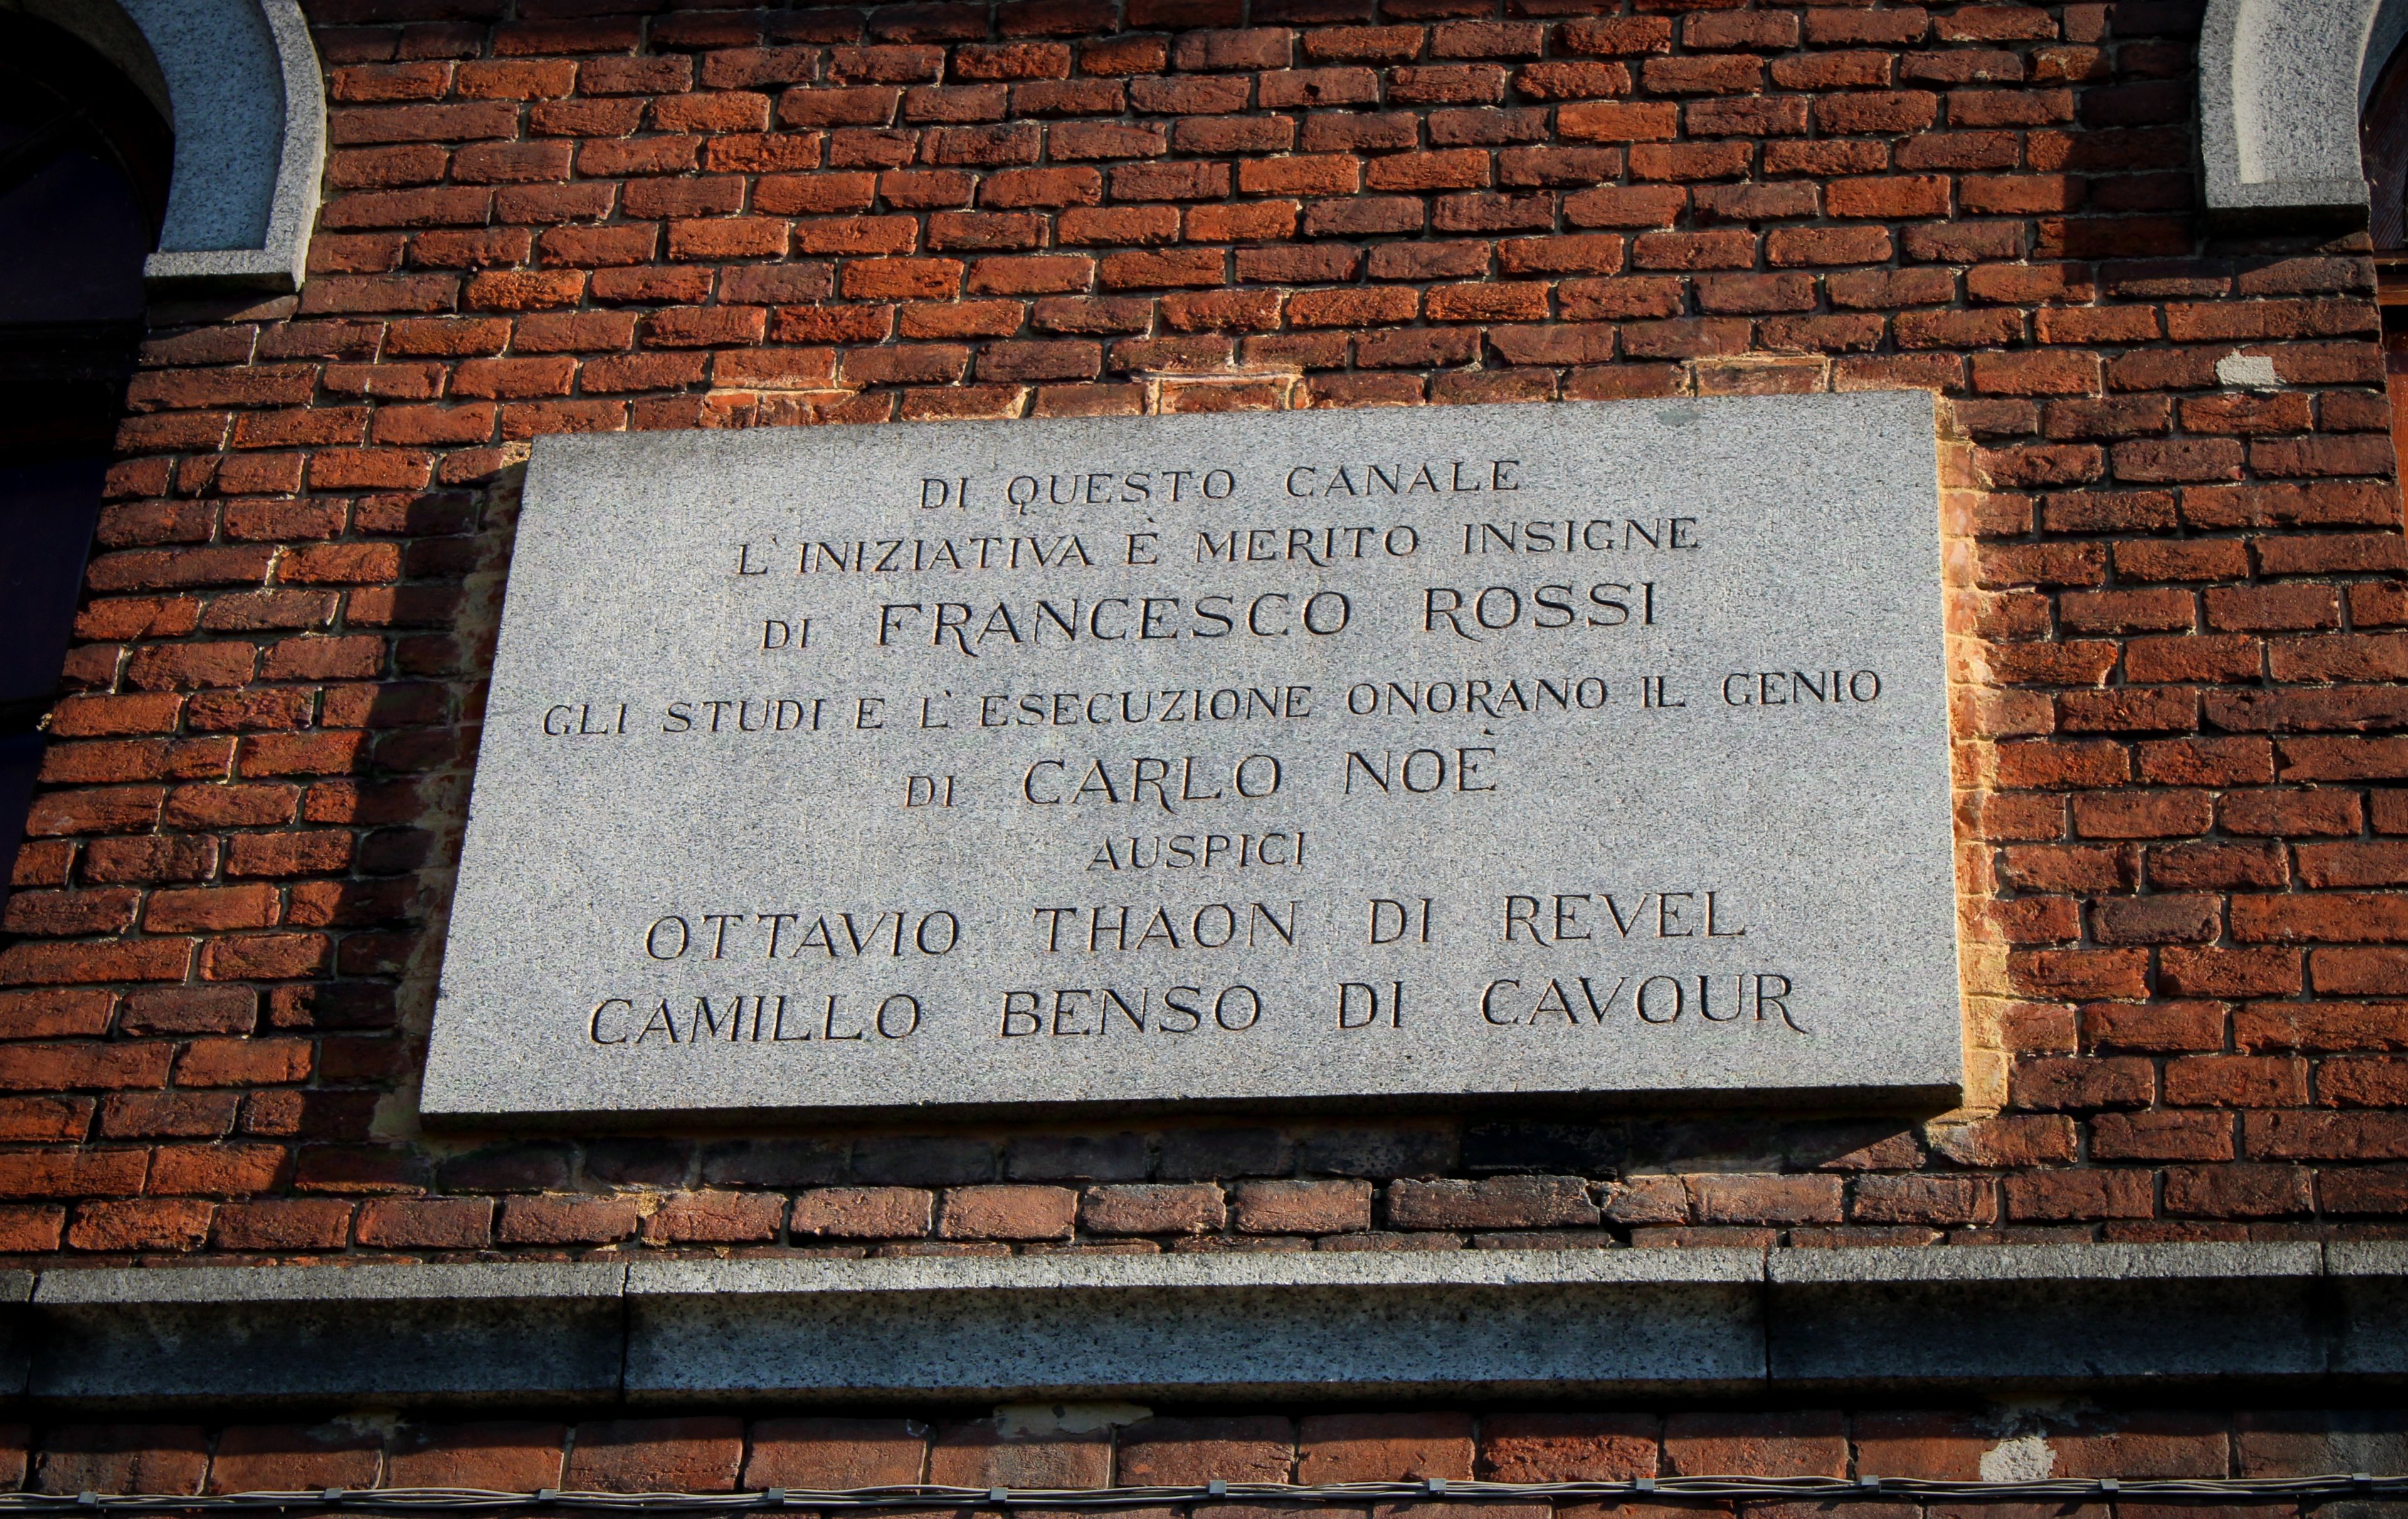 DI QUESTO CANALE
L'INIZIATIVA È MERITO INSIGNE
DI FRANCESCO ROSSI
GLI STUDI E L'ESECUZIONE ONORANO IL GENIO
DI CARLO NOÈ
AUSPICI
OTTAVIO THAON DI REVEL
CAMILLO BENSO DI CAVOUR